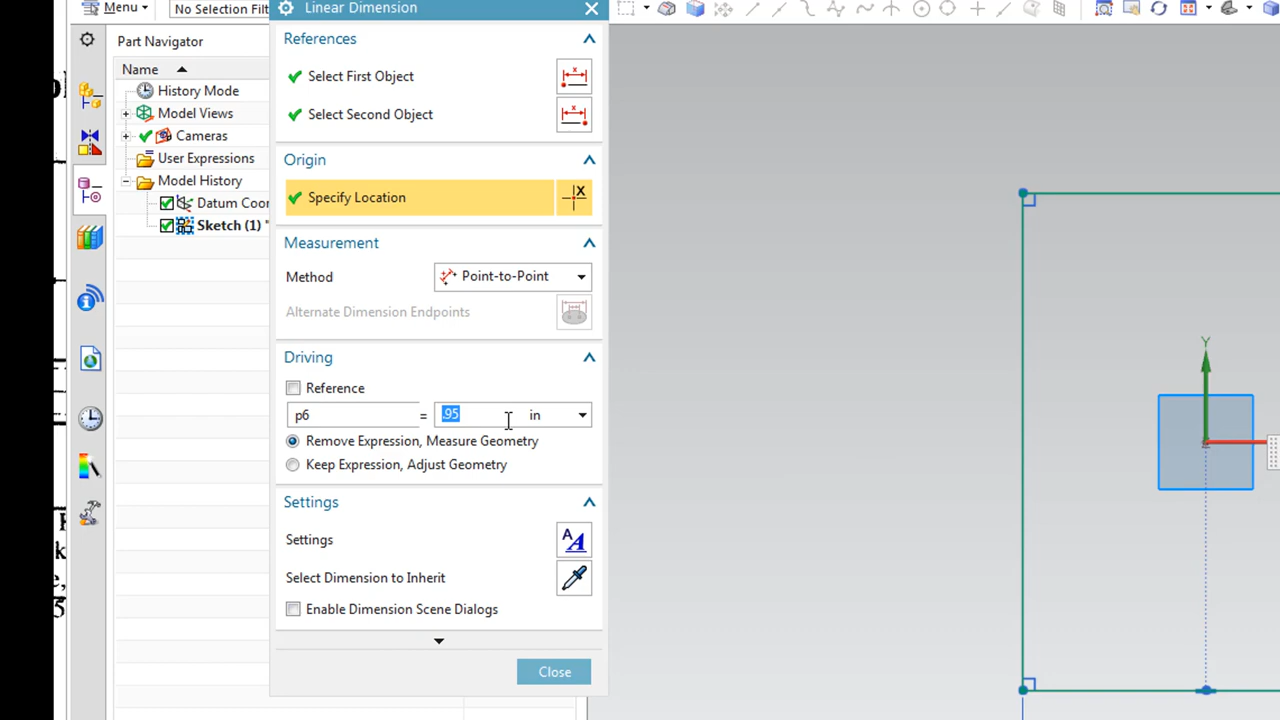 Menu
No Selection Filt
Linear Dimension
Part Navigator
Name
History Mode
Model Views
Cameras
User Expressions
Model History
Datum Coor
Sketch (1) "
References
Select First Object
Select Second Object
Origin
Specify Location
X
Measurement
Method
Point-to-Point
Alternate Dimension Endpoints
Driving
Reference
p6 = .95 in
Remove Expression, Measure Geometry
Keep Expression, Adjust Geometry
Settings
Settings
Select Dimension to Inherit
Enable Dimension Scene Dialogs
Close
Y